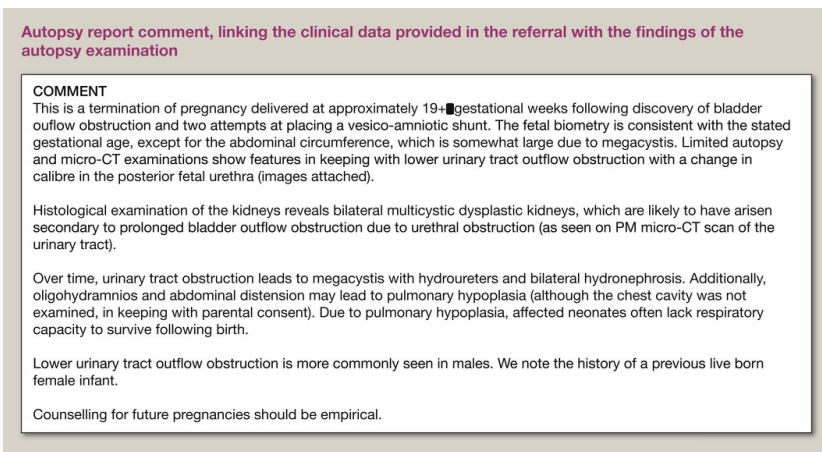 Autopsy report comment, linking the clinical data provided in the referral with the findings of the
autopsy examination
COMMENT
This is a termination of pregnancy delivered at approximately 19+ gestational weeks following discovery of bladder
ouflow obstruction and two attempts at placing a vesico-amniotic shunt. The fetal biometry is consistent with the stated
gestational age, except for the abdominal circumference, which is somewhat large due to megacystis. Limited autopsy
and micro-CT examinations show features in keeping with lower urinary tract outflow obstruction with a change in
calibre in the posterior fetal urethra (images attached).
Histological examination of the kidneys reveals bilateral multicystic dysplastic kidneys, which are likely to have arisen
secondary to prolonged bladder outflow obstruction due to urethral obstruction (as seen on PM micro-CT scan of the
urinary tract).
Over time, urinary tract obstruction leads to megacystis with hydroureters and bilateral hydronephrosis. Additionally,
oligohydramnios and abdominal distension may lead to pulmonary hypoplasia (although the chest cavity was not
examined, in keeping with parental consent). Due to pulmonary hypoplasia, affected neonates often lack respiratory
capacity to survive following birth.
Lower urinary tract outflow obstruction is more commonly seen in males. We note the history of a previous live born
female infant.
Counselling for future pregnancies should be empirical.